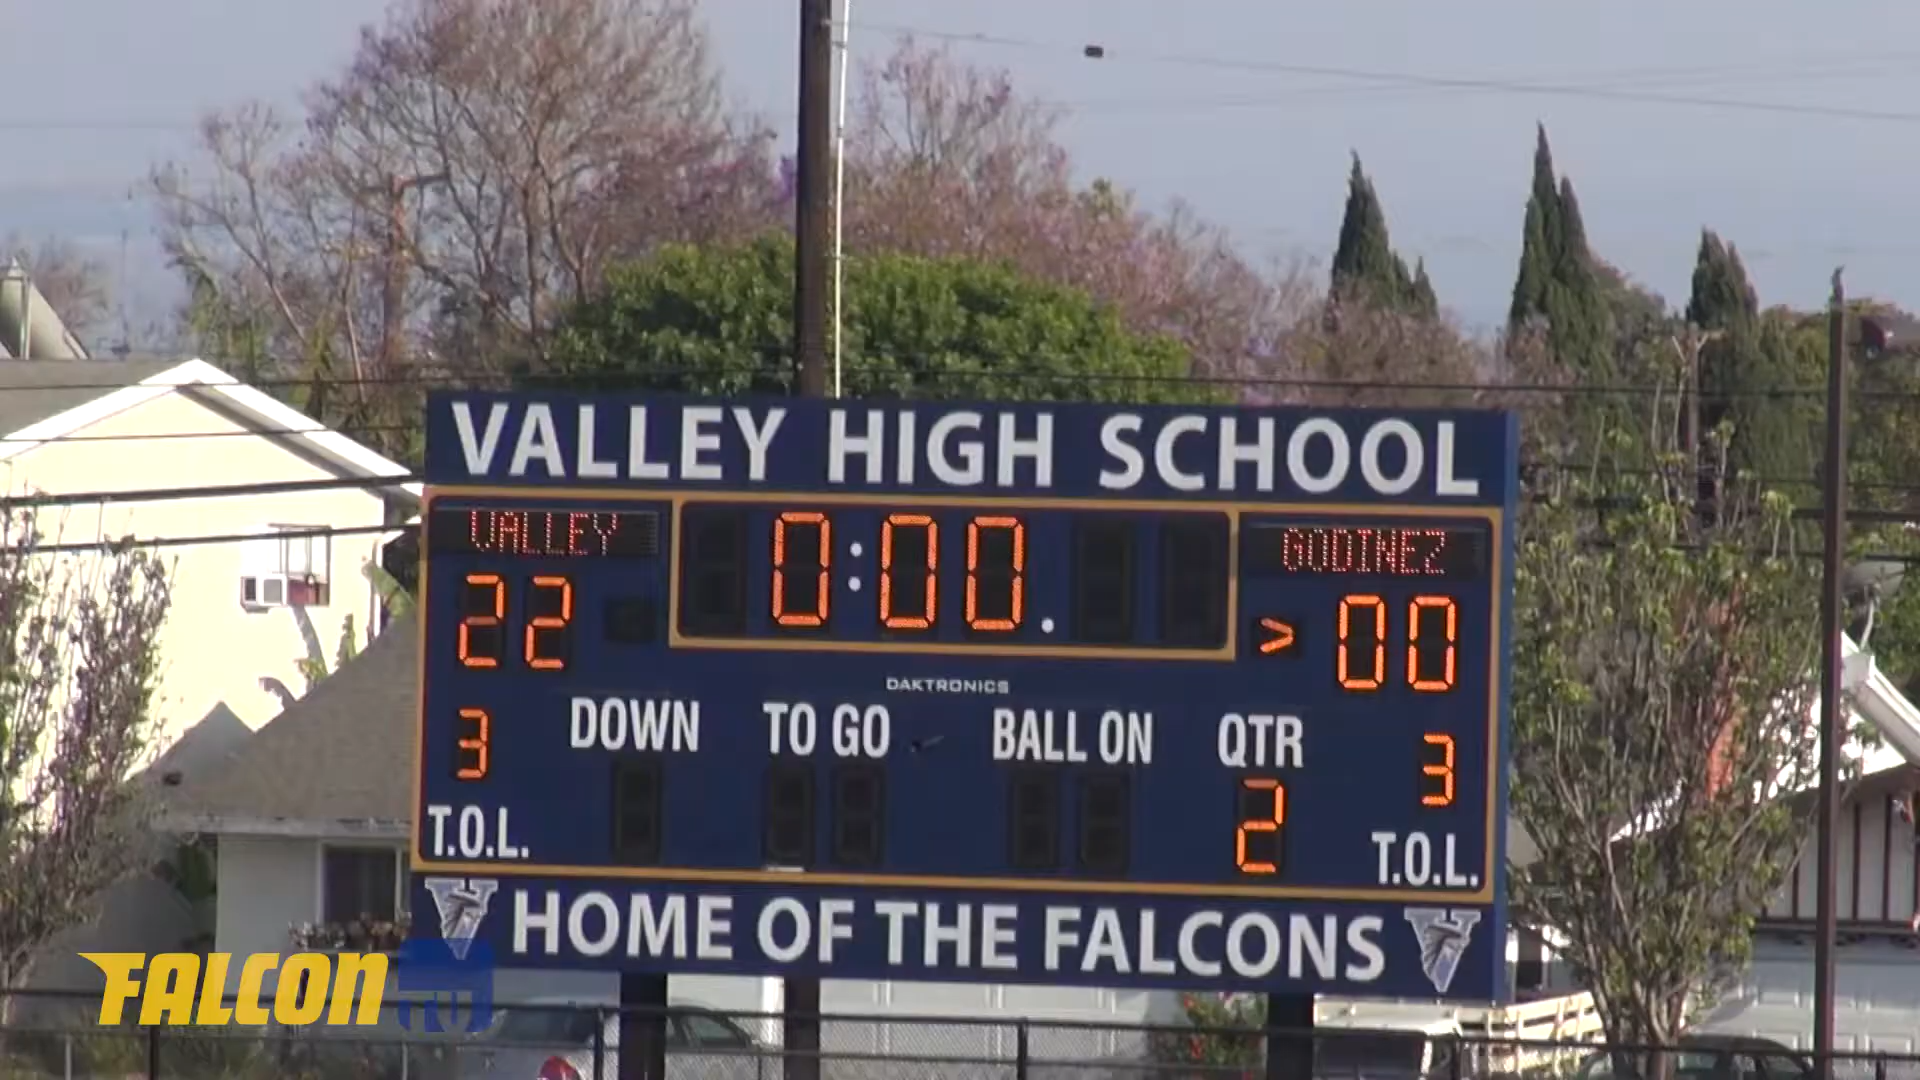 VALLEY HIGH SCHOOL
VALLEY 0:00. GODINEZ
22 > 00
DAKTRONICS
3 DOWN TO GO BALL ON QTR 3
T.O.L. 2 T.O.L.
HOME OF THE FALCONS
FALCON TV